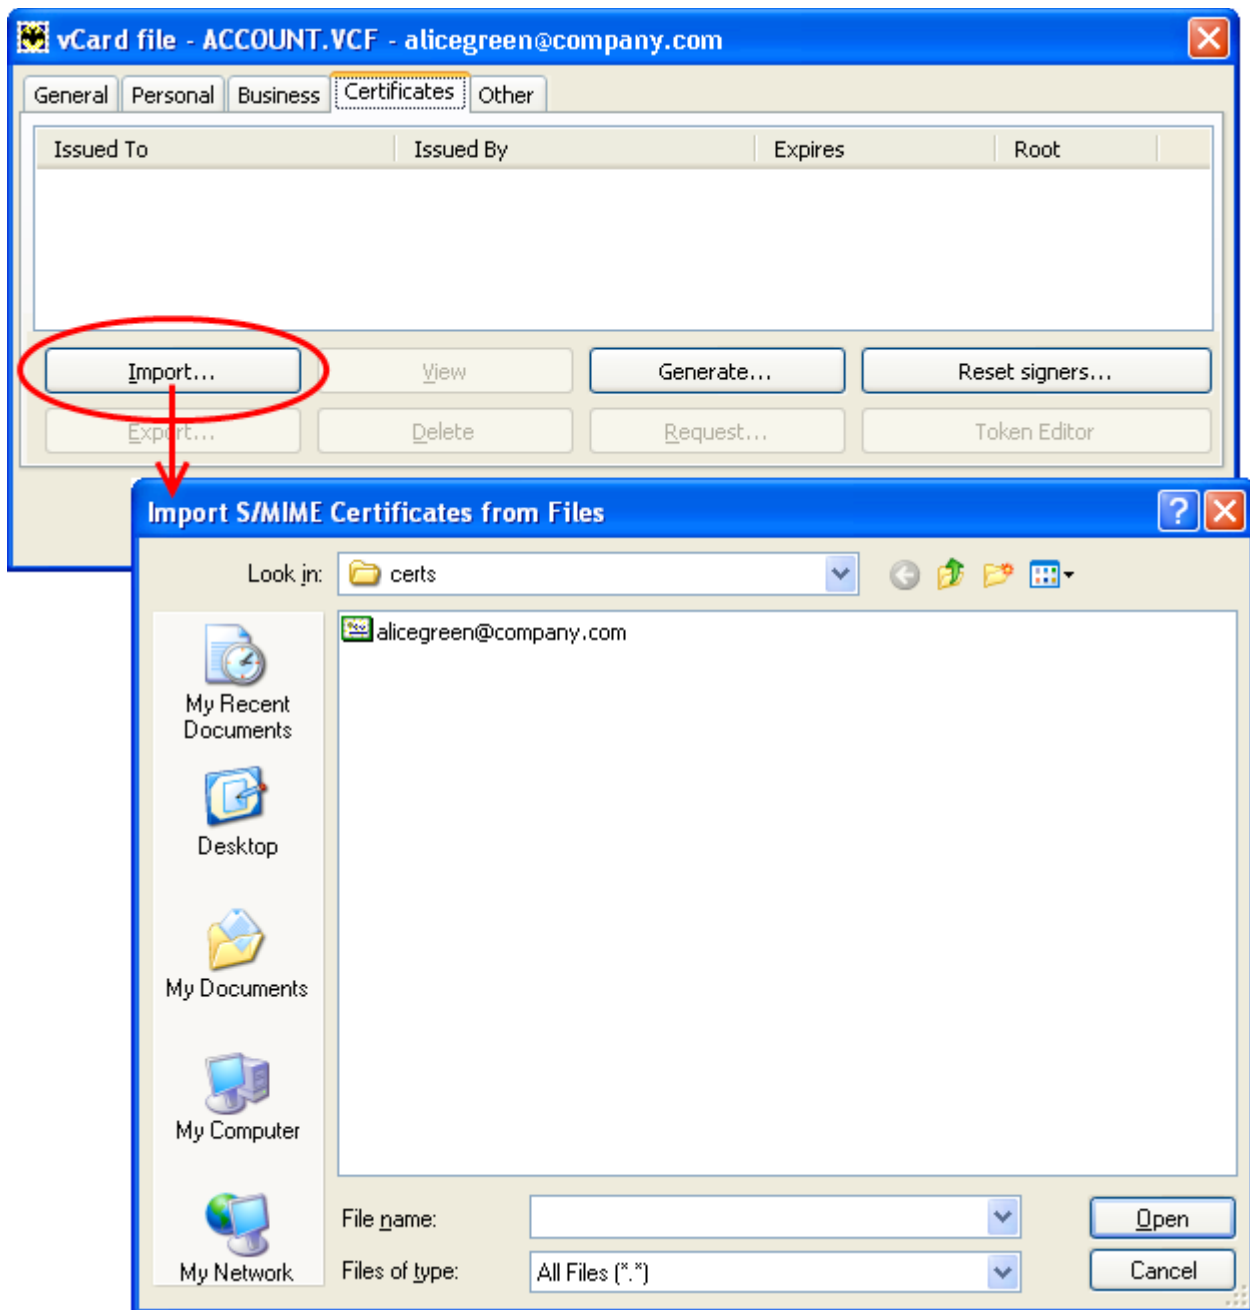 vCard file - ACCOUNT.VCF - alicegreen@company.com
General Personal Business Certificates Other
Issued To Issued By Expires Root
Import... View Generate... Reset signers...
Export... Delete Request... Token Editor
Import S/MIME Certificates from Files
Look in: certs
alicegreen@company.com
My Recent
Documents
Desktop
My Documents
My Computer
My Network
File name: Open
Files of type: All Files (*.*) Cancel